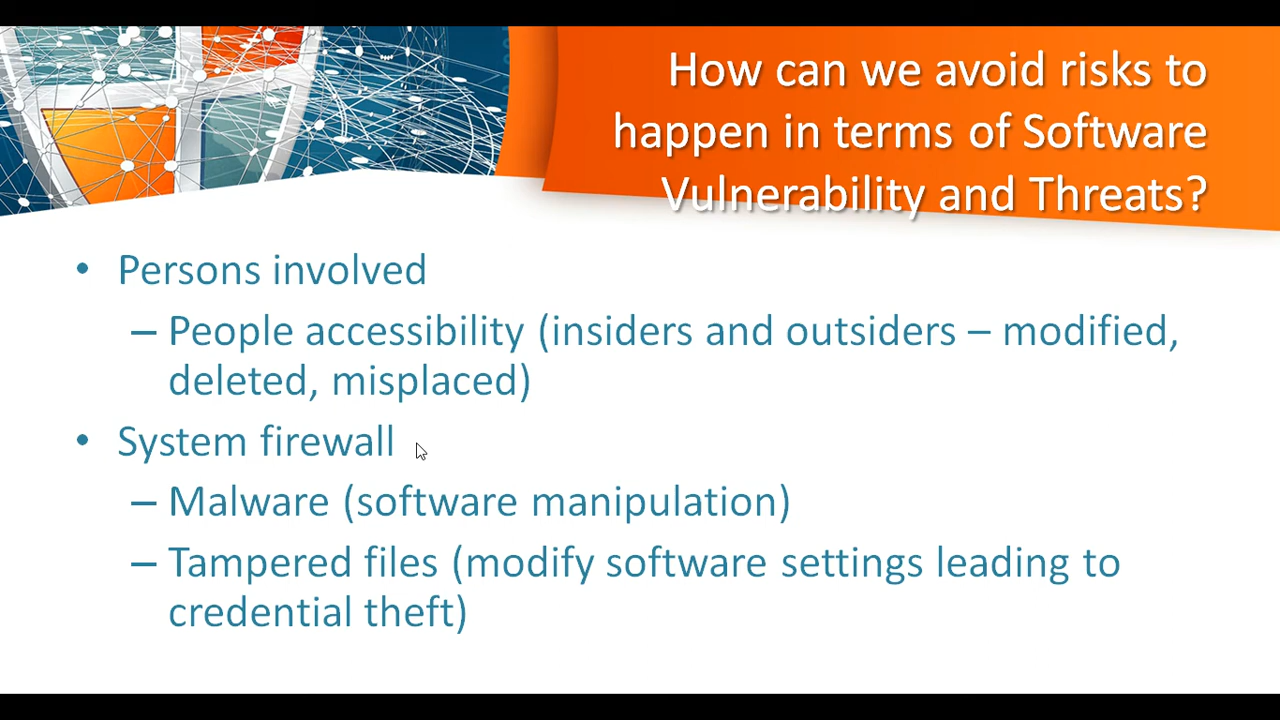 How can we avoid risks to
happen in terms of Software
Vulnerability and Threats?
• Persons involved
– People accessibility (insiders and outsiders – modified,
deleted, misplaced)
• System firewall
– Malware (software manipulation)
– Tampered files (modify software settings leading to
credential theft)